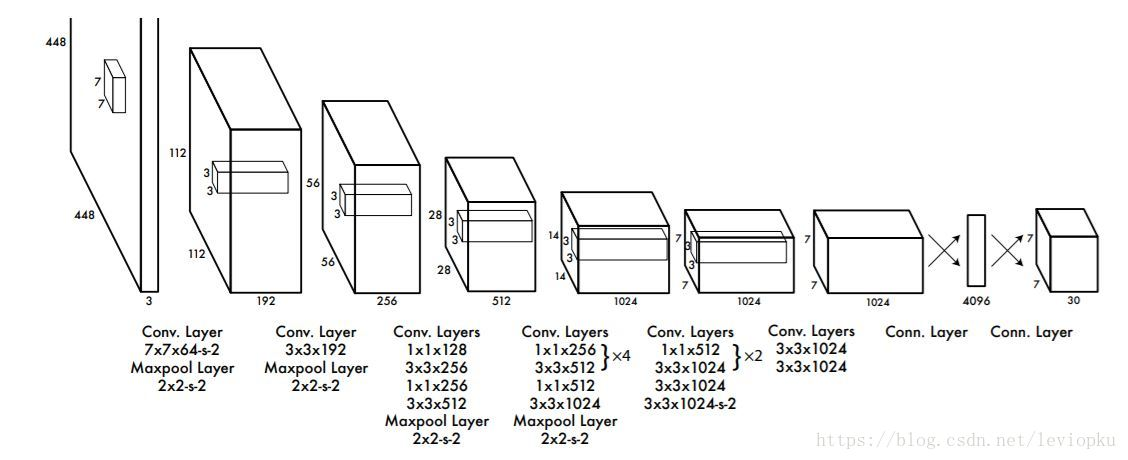 448
7
7
448
3
112
3
3
112
192
56
3
3
56
256
28
3
3
28
512
14
3
3
14
1024
7
3
3
7
1024
7
7
1024
4096
7
7
30
Conv. Layer
7x7x64-s-2
Maxpool Layer
2x2-s-2
Conv. Layer
3x3x192
Maxpool Layer
2x2-s-2
Conv. Layers
1x1x128
3x3x256
1x1x256
3x3x512
Maxpool Layer
2x2-s-2
Conv. Layers
1x1x256
3x3x512 }×4
1x1x512
3x3x1024
Maxpool Layer
2x2-s-2
Conv. Layers
1x1x512
3x3x1024 }×2
3x3x1024
3x3x1024-s-2
Conv. Layers
3x3x1024
3x3x1024
Conn. Layer
Conn. Layer
https://blog.csdn.net/leviopku